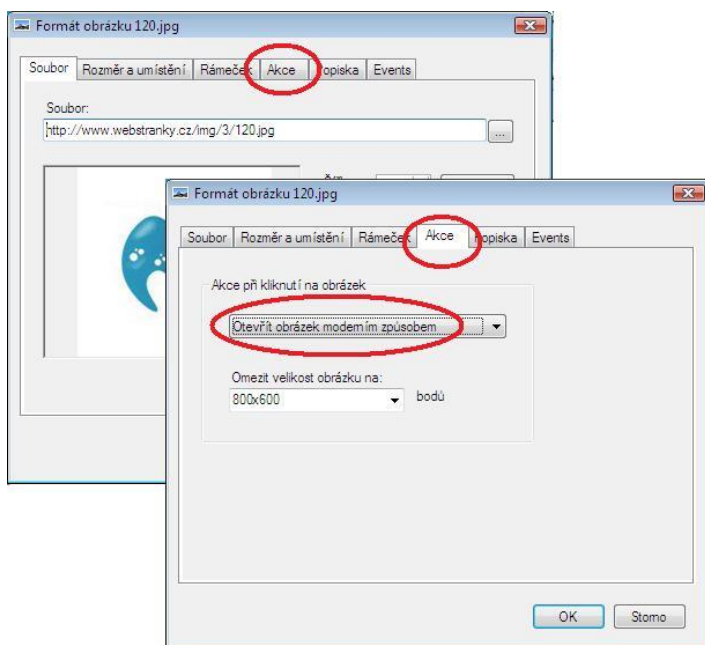 Formát obrázku 120.jpg
Soubor Rozměr a umístění Rámeček Akce Popiska Events
Soubor:
http://www.webstranky.cz/img/3/120.jpg
...
Formát obrázku 120.jpg
Soubor Rozměr a umístění Rámeček Akce Popiska Events
Akce při kliknutí na obrázek
Otevřít obrázek moderním způsobem
Omezit velikost obrázku na:
800x600 bodů
OK Storno